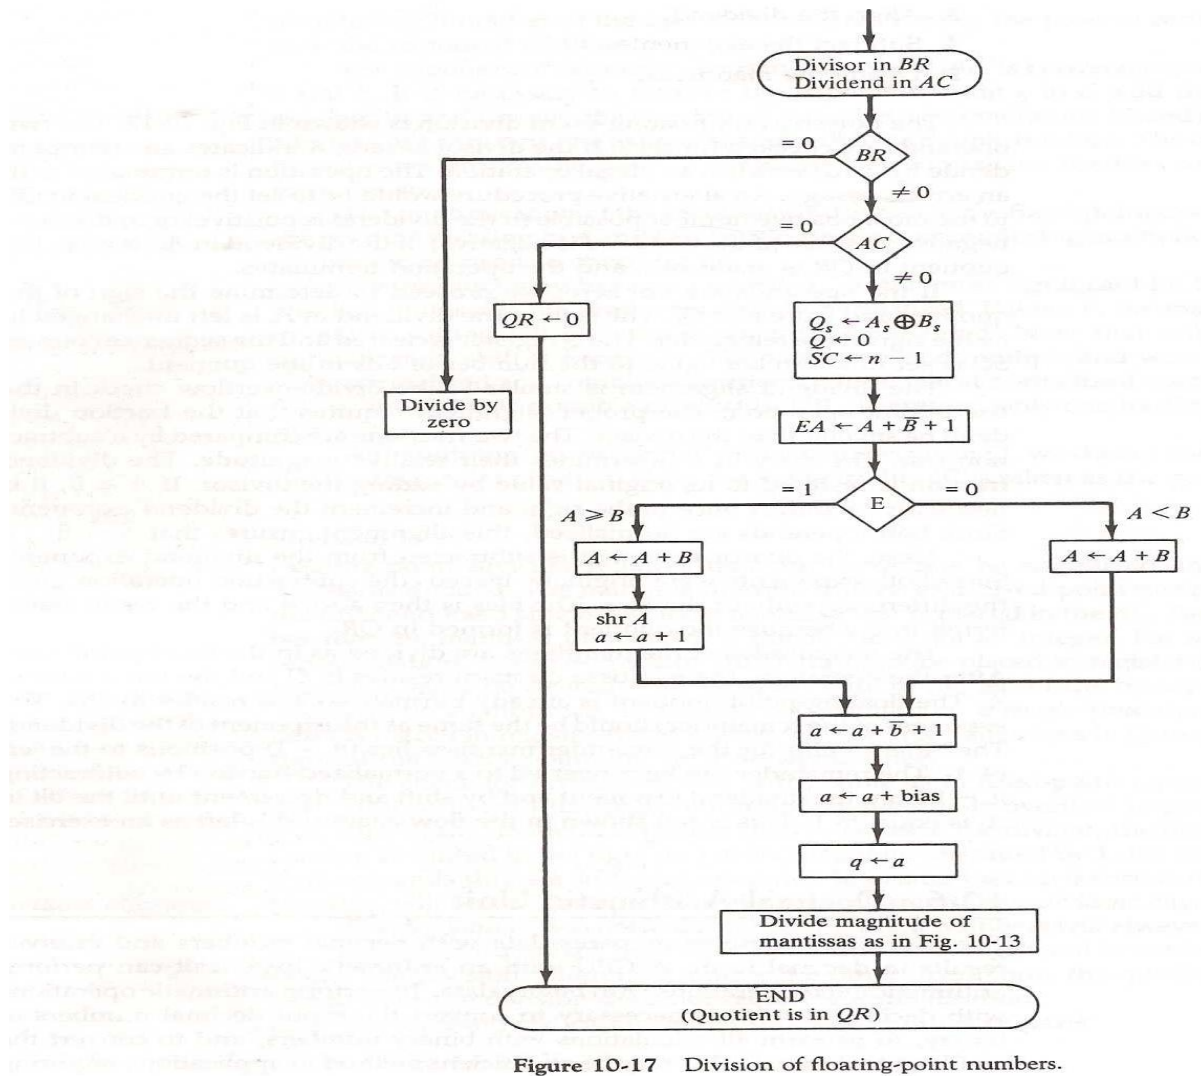 Divisor in BR
Dividend in AC
= 0
BR
≠ 0
= 0
AC
≠ 0
QR ← 0
Qs ← As ⊕ Bs
Q ← 0
SC ← n − 1
Divide by
zero
EA ← A + B̅ + 1
= 1
E
= 0
A ⩾ B
A < B
A ← A + B
A ← A + B
shr A
a ← a + 1
a ← a + b̅ + 1
a ← a + bias
q ← a
Divide magnitude of
mantissas as in Fig. 10-13
END
(Quotient is in QR)
Figure 10-17 Division of floating-point numbers.